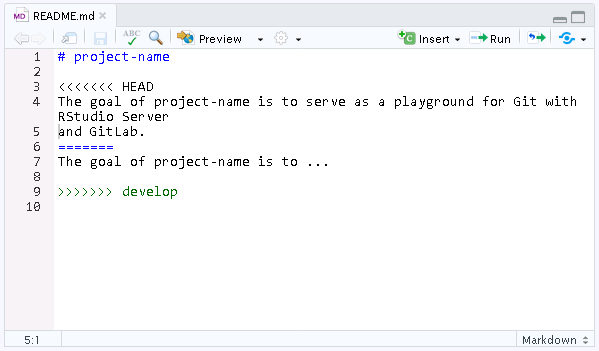 README.md
ABC Preview Insert Run
1 # project-name
2
3 <<<<<<< HEAD
4 The goal of project-name is to serve as a playground for Git with
RStudio Server
5 and GitLab.
6 =======
7 The goal of project-name is to ...
8
9 >>>>>>> develop
10
5:1 Markdown